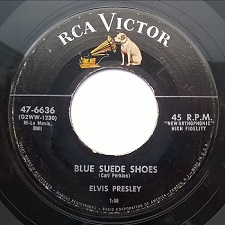 RCA VICTOR
47-6636
(G2WW-1230)
Hi-Lo Music,
BMI
45 R.P.M.
"NEW ORTHOPHONIC"
HIGH FIDELITY
BLUE SUEDE SHOES
(Carl Perkins)
ELVIS PRESLEY
1:58